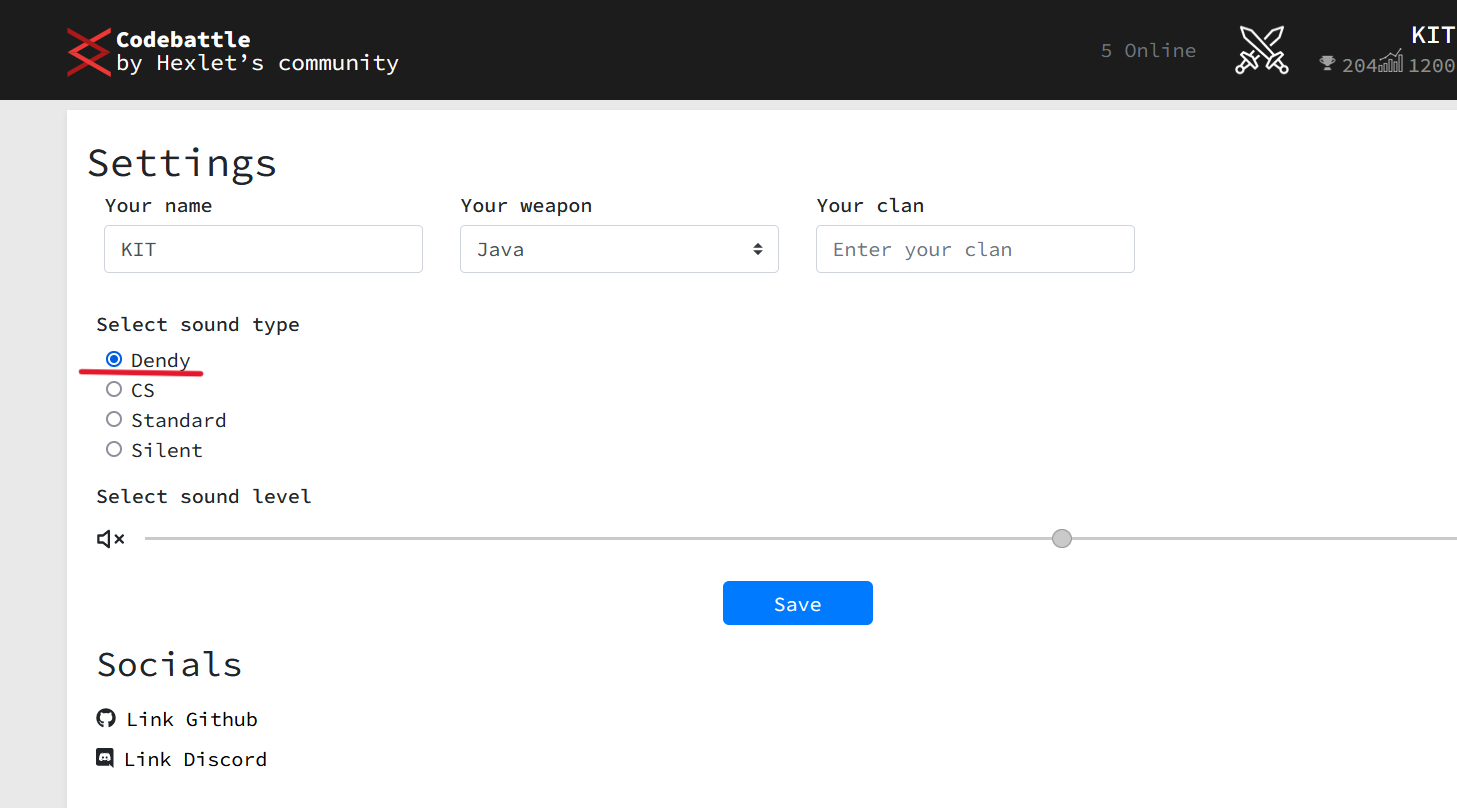 Codebattle
by Hexlet’s community
5 Online
KIT
204 1200
Settings
Your name
Your weapon
Your clan
KIT
Java
Enter your clan
Select sound type
Dendy
CS
Standard
Silent
Select sound level
Save
Socials
Link Github
Link Discord